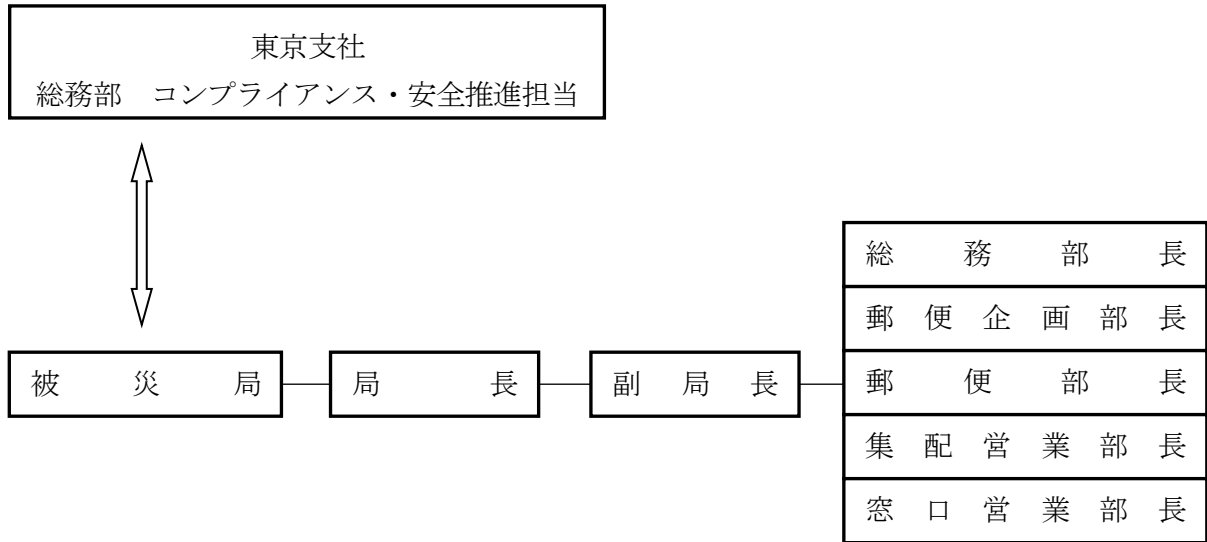 東京支社
総務部 コンプライアンス・安全推進担当
総務部長
郵便企画部長
被災局
局長
副局長
郵便部長
集配営業部長
窓口営業部長